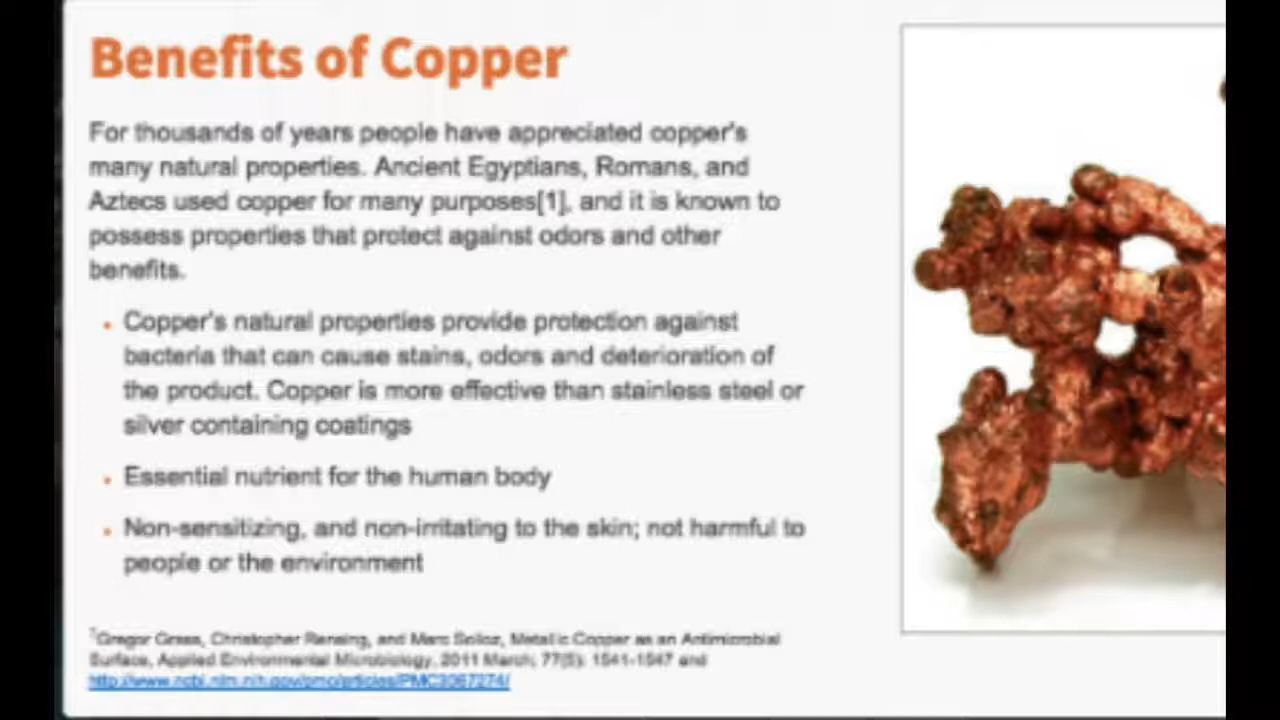 Benefits of Copper
For thousands of years people have appreciated copper's
many natural properties. Ancient Egyptians, Romans, and
Aztecs used copper for many purposes[1], and it is known to
possess properties that protect against odors and other
benefits.
Copper's natural properties provide protection against
bacteria that can cause stains, odors and deterioration of
the product. Copper is more effective than stainless steel or
silver containing coatings
Essential nutrient for the human body
Non-sensitizing, and non-irritating to the skin; not harmful to
people or the environment
Gregor Grass, Christopher Rensing, and Marc Solioz, Metallic Copper as an Antimicrobial
Surface, Applied Environmental Microbiology, 2011 March; 77(5): 1541-1547 and
http://www.ncbi.nlm.nih.gov/pmc/articles/PMC3067274/